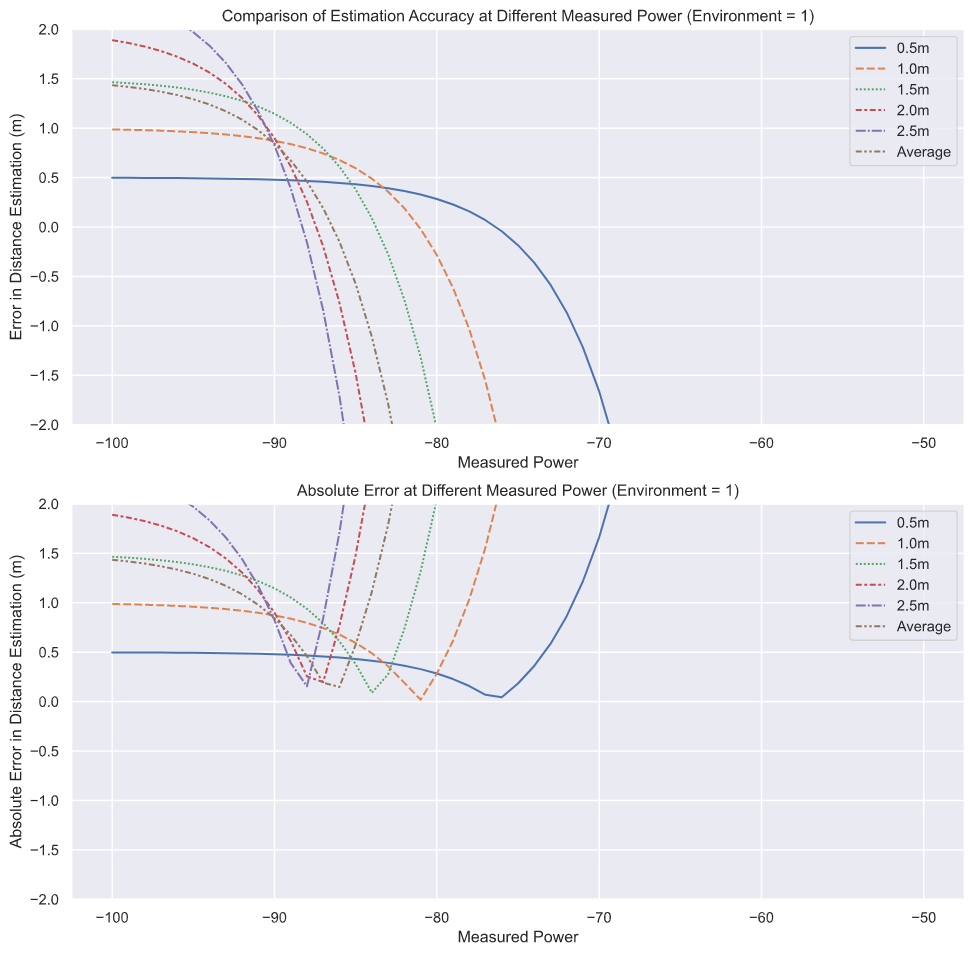 Comparison of Estimation Accuracy at Different Measured Power (Environment = 1)
2.0
1.5
1.0
0.5
0.0
−0.5
−1.0
−1.5
−2.0
Error in Distance Estimation (m)
0.5m
1.0m
1.5m
2.0m
2.5m
Average
−100 −90 −80 −70 −60 −50
Measured Power
Absolute Error at Different Measured Power (Environment = 1)
2.0
1.5
1.0
0.5
0.0
−0.5
−1.0
−1.5
−2.0
Absolute Error in Distance Estimation (m)
0.5m
1.0m
1.5m
2.0m
2.5m
Average
−100 −90 −80 −70 −60 −50
Measured Power